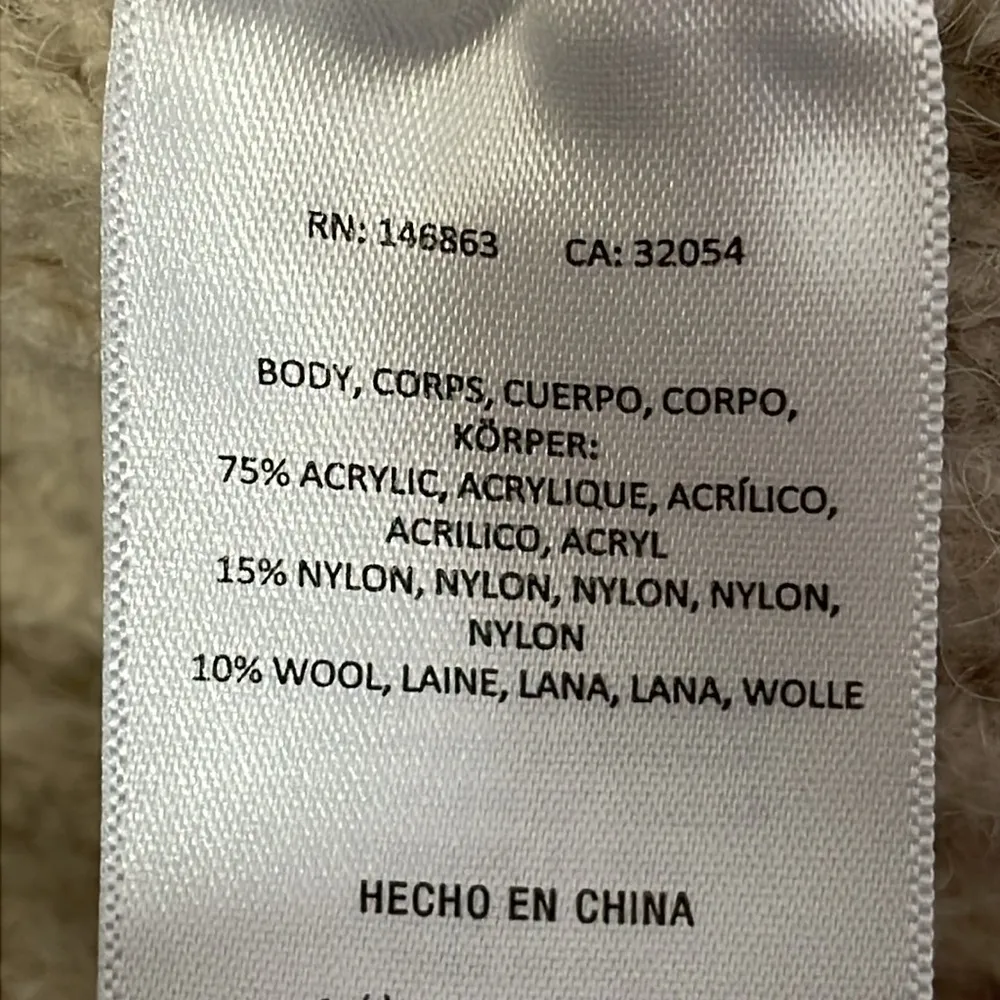 RN: 146863 CA: 32054
BODY, CORPS, CUERPO, CORPO,
KÖRPER:
75% ACRYLIC, ACRYLIQUE, ACRÍLICO,
ACRILICO, ACRYL
15% NYLON, NYLON, NYLON, NYLON,
NYLON
10% WOOL, LAINE, LANA, LANA, WOLLE
HECHO EN CHINA